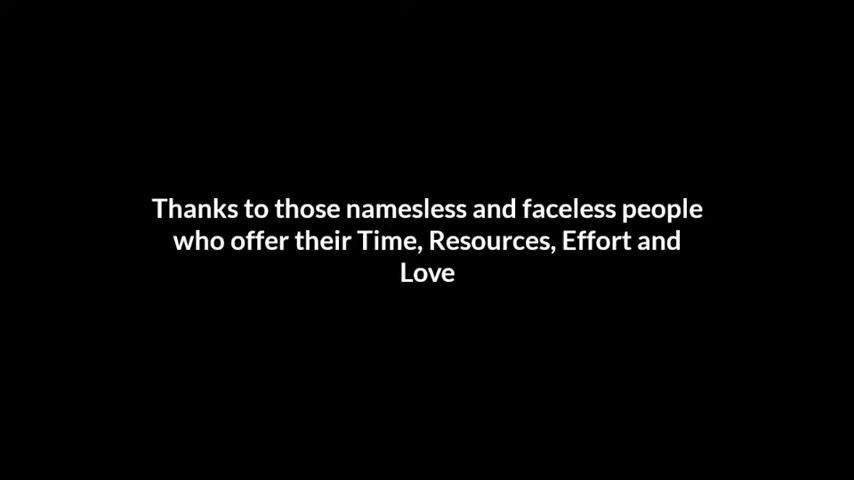 Thanks to those namesless and faceless people
who offer their Time, Resources, Effort and
Love